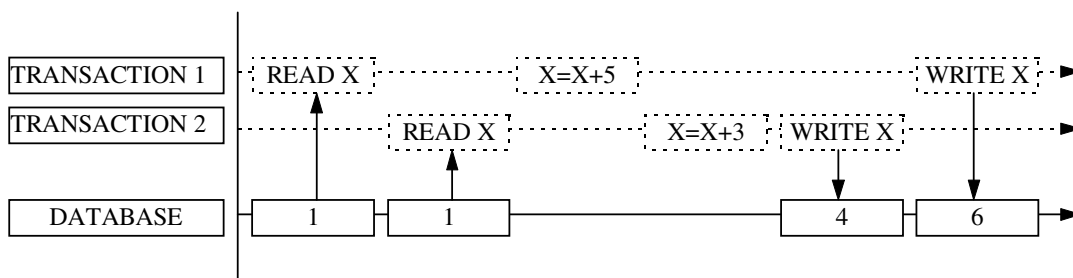 TRANSACTION 1 READ X X=X+5 WRITE X
TRANSACTION 2 READ X X=X+3 WRITE X
DATABASE 1 1 4 6